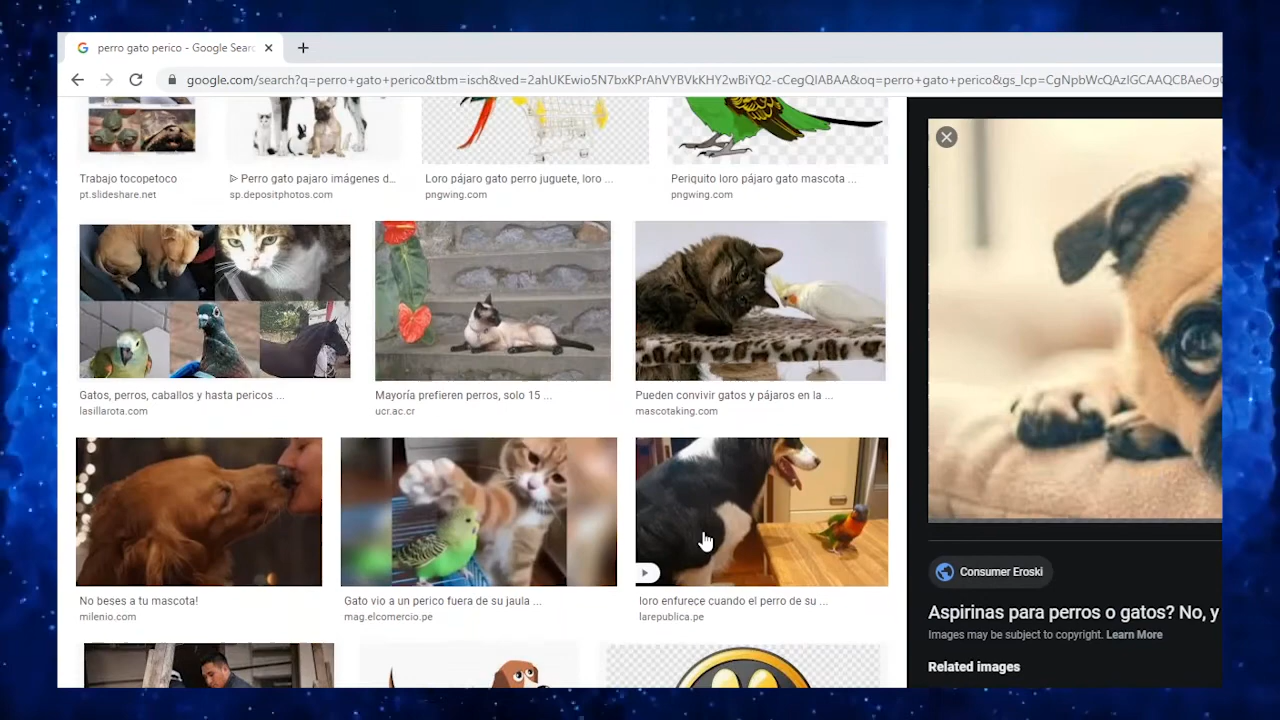 perro gato perico - Google Searc
google.com/search?q=perro+gato+perico&tbm=isch&ved=2ahUKEwio5N7bxKPrAhVYBVkKHY2wBiYQ2-cCegQIABAA&oq=perro+gato+perico&gs_lcp=CgNpbWcQAzIGCAAQCBAeOgQ
Trabajo tocopetoco
pt.slideshare.net
ᐅ Perro gato pajaro imágenes d...
sp.depositphotos.com
Loro pájaro gato perro juguete, loro ...
pngwing.com
Periquito loro pájaro gato mascota ...
pngwing.com
Gatos, perros, caballos y hasta pericos ...
lasillarota.com
Mayoría prefieren perros, solo 15 ...
ucr.ac.cr
Pueden convivir gatos y pájaros en la ...
mascotaking.com
No beses a tu mascota!
milenio.com
Gato vio a un perico fuera de su jaula ...
mag.elcomercio.pe
loro enfurece cuando el perro de su ...
larepublica.pe
Consumer Eroski
Aspirinas para perros o gatos? No, y
Images may be subject to copyright. Learn More
Related images